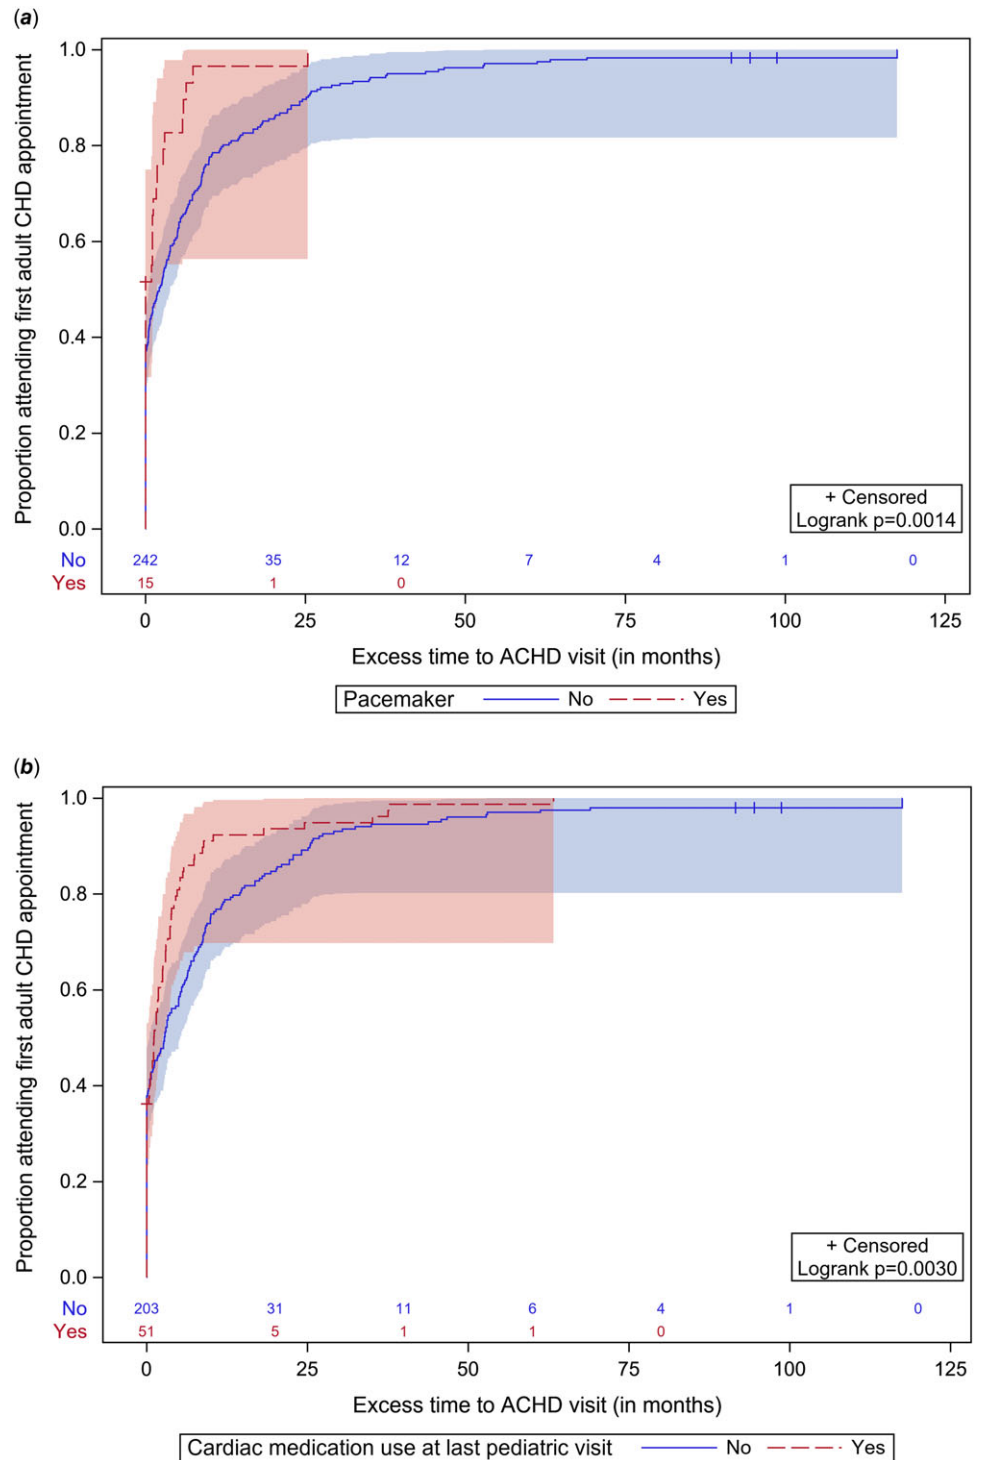 (a)
Proportion attending first adult CHD appointment
1.0
0.8
0.6
0.4
0.2
0.0
+ Censored
Logrank p=0.0014
No 242 35 12 7 4 1 0
Yes 15 1 0
0 25 50 75 100 125
Excess time to ACHD visit (in months)
Pacemaker No Yes
(b)
Proportion attending first adult CHD appointment
1.0
0.8
0.6
0.4
0.2
0.0
+ Censored
Logrank p=0.0030
No 203 31 11 6 4 1 0
Yes 51 5 1 1 0
0 25 50 75 100 125
Excess time to ACHD visit (in months)
Cardiac medication use at last pediatric visit No Yes